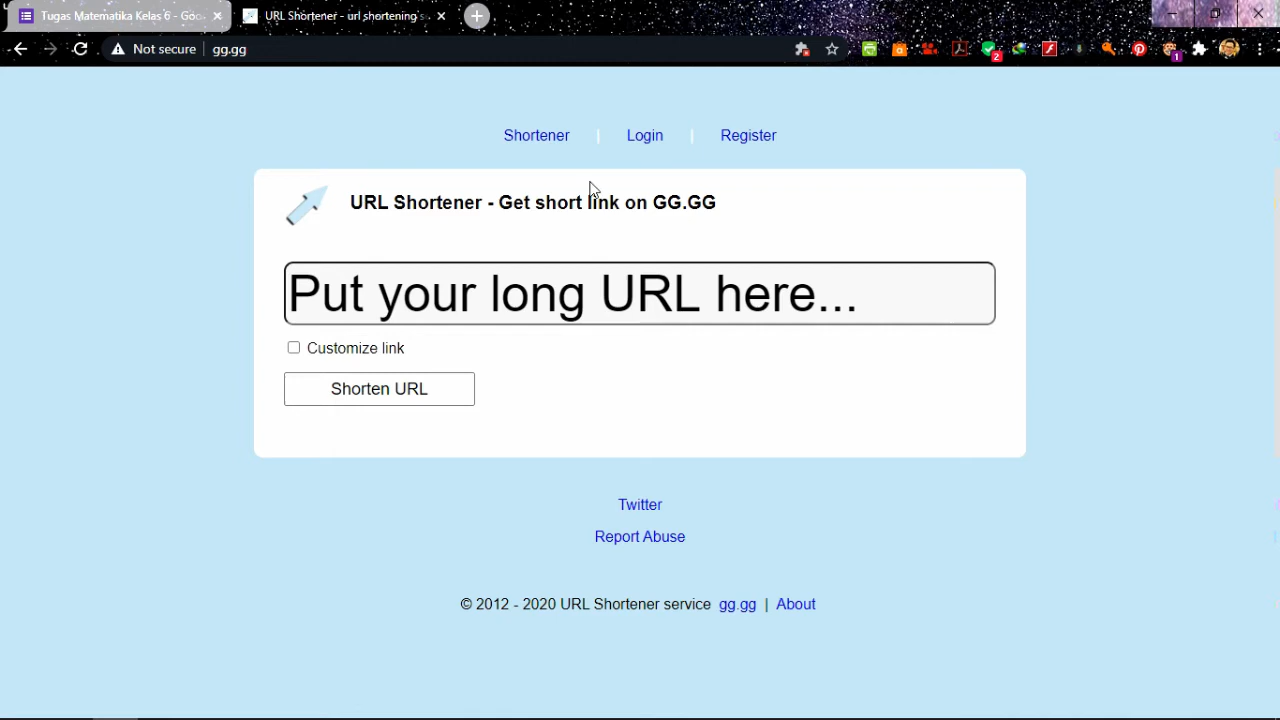 Tugas Matematika Kelas 6 - Goo
URL Shortener - url shortening s
Not secure
gg.gg
2
1
Shortener | Login | Register
URL Shortener - Get short link on GG.GG
Put your long URL here...
Customize link
Shorten URL
Twitter
Report Abuse
© 2012 - 2020 URL Shortener service gg.gg | About